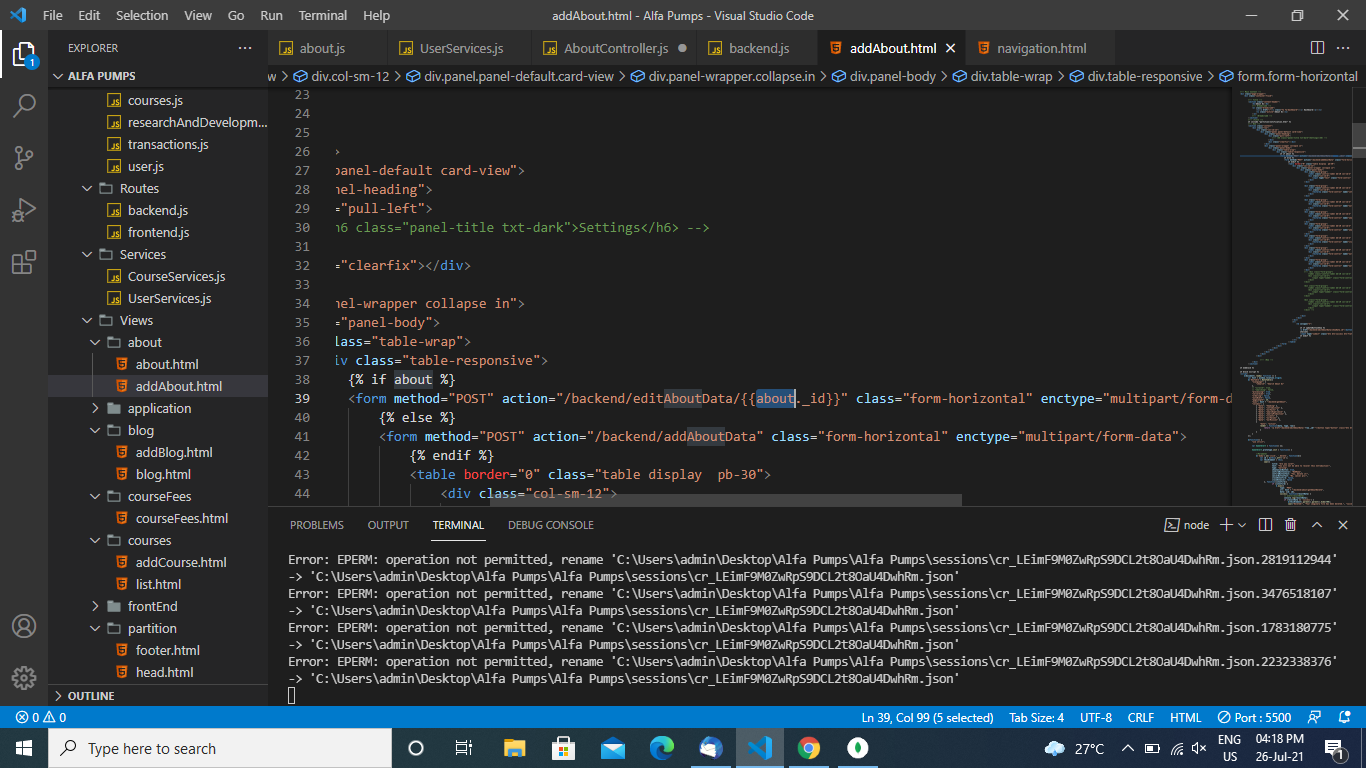 File Edit Selection View Go Run Terminal Help addAbout.html - Alfa Pumps - Visual Studio Code
EXPLORER ···
about.js UserServices.js AboutController.js backend.js addAbout.html navigation.html
ALFA PUMPS
w > div.col-sm-12 > div.panel.panel-default.card-view > div.panel-wrapper.collapse.in > div.panel-body > div.table-wrap > div.table-responsive > form.form-horizontal
1
courses.js
researchAndDevelopm...
transactions.js
user.js
Routes
backend.js
frontend.js
Services
CourseServices.js
UserServices.js
Views
about
about.html
addAbout.html
application
blog
addBlog.html
blog.html
courseFees
courseFees.html
courses
addCourse.html
list.html
frontEnd
partition
footer.html
head.html
OUTLINE
23
24
25
26 >
27 panel-default card-view">
28 nel-heading">
29 ="pull-left">
30 h6 class="panel-title txt-dark">Settings</h6> -->
31
32 ="clearfix"></div>
33
34 nel-wrapper collapse in">
35 ="panel-body">
36 lass="table-wrap">
37 iv class="table-responsive">
38 {% if about %}
39 <form method="POST" action="/backend/editAboutData/{{about._id}}" class="form-horizontal" enctype="multipart/form-d
40 {% else %}
41 <form method="POST" action="/backend/addAboutData" class="form-horizontal" enctype="multipart/form-data">
42 {% endif %}
43 <table border="0" class="table display  pb-30">
44 <div class="col-sm-12">
PROBLEMS OUTPUT TERMINAL DEBUG CONSOLE node
Error: EPERM: operation not permitted, rename 'C:\Users\admin\Desktop\Alfa Pumps\Alfa Pumps\sessions\cr_LEimF9M0ZwRpS9DCL2t8OaU4DwhRm.json.2819112944'
-> 'C:\Users\admin\Desktop\Alfa Pumps\Alfa Pumps\sessions\cr_LEimF9M0ZwRpS9DCL2t8OaU4DwhRm.json'
Error: EPERM: operation not permitted, rename 'C:\Users\admin\Desktop\Alfa Pumps\Alfa Pumps\sessions\cr_LEimF9M0ZwRpS9DCL2t8OaU4DwhRm.json.3476518107'
-> 'C:\Users\admin\Desktop\Alfa Pumps\Alfa Pumps\sessions\cr_LEimF9M0ZwRpS9DCL2t8OaU4DwhRm.json'
Error: EPERM: operation not permitted, rename 'C:\Users\admin\Desktop\Alfa Pumps\Alfa Pumps\sessions\cr_LEimF9M0ZwRpS9DCL2t8OaU4DwhRm.json.1783180775'
-> 'C:\Users\admin\Desktop\Alfa Pumps\Alfa Pumps\sessions\cr_LEimF9M0ZwRpS9DCL2t8OaU4DwhRm.json'
Error: EPERM: operation not permitted, rename 'C:\Users\admin\Desktop\Alfa Pumps\Alfa Pumps\sessions\cr_LEimF9M0ZwRpS9DCL2t8OaU4DwhRm.json.2232338376'
-> 'C:\Users\admin\Desktop\Alfa Pumps\Alfa Pumps\sessions\cr_LEimF9M0ZwRpS9DCL2t8OaU4DwhRm.json'
0 0 Ln 39, Col 99 (5 selected) Tab Size: 4 UTF-8 CRLF HTML Port : 5500
Type here to search 27°C ENG US 04:18 PM 26-Jul-21 1